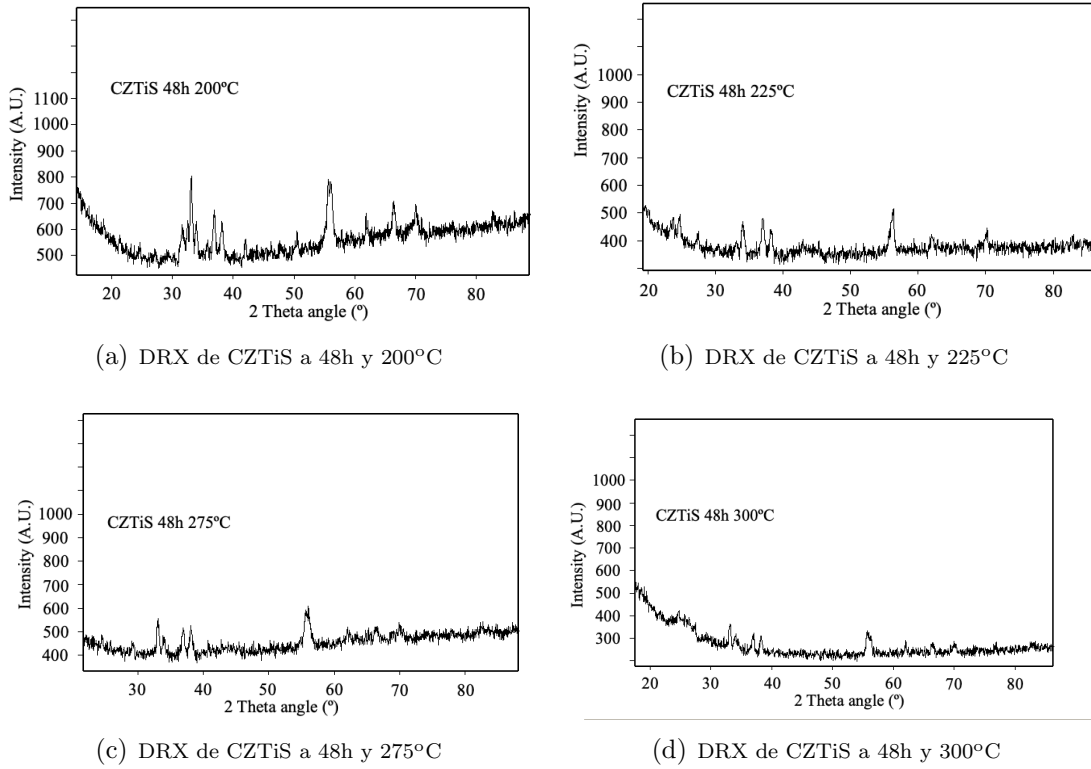 CZTiS 48h 200ºC
Intensity (A.U.)
1100
1000
900
800
700
600
500
20 30 40 50 60 70 80
2 Theta angle (º)
(a) DRX de CZTiS a 48h y 200ºC
CZTiS 48h 225ºC
Intensity (A.U.)
1000
900
800
700
600
500
400
20 30 40 50 60 70 80
2 Theta angle (º)
(b) DRX de CZTiS a 48h y 225ºC
CZTiS 48h 275ºC
Intensity (A.U.)
1000
900
800
700
600
500
400
30 40 50 60 70 80
2 Theta angle (º)
(c) DRX de CZTiS a 48h y 275ºC
CZTiS 48h 300ºC
Intensity (A.U.)
1000
900
800
700
600
500
400
300
20 30 40 50 60 70 80
2 Theta angle (º)
(d) DRX de CZTiS a 48h y 300ºC